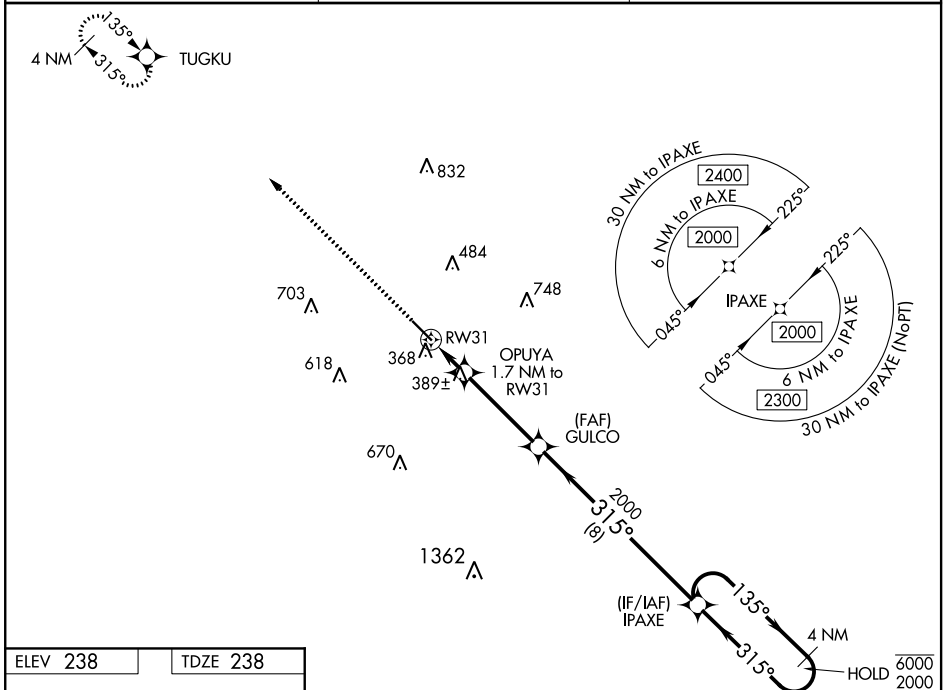 135°
4 NM
TUGKU
315°
832
30 NM to IPAXE
2400
6 NM to IPAXE
225°
2000
484
225°
703
748
IPAXE
045°
RW31
2000
368
OPUYA
1.7 NM to
RW31
618
389±
045°
6 NM to IPAXE
2300
30 NM to IPAXE (NoPT)
(FAF)
GULCO
670
2000
315°
(8)
1362
(IF/IAF)
IPAXE
135°
4 NM
315°
HOLD
6000
2000
ELEV 238
TDZE 238